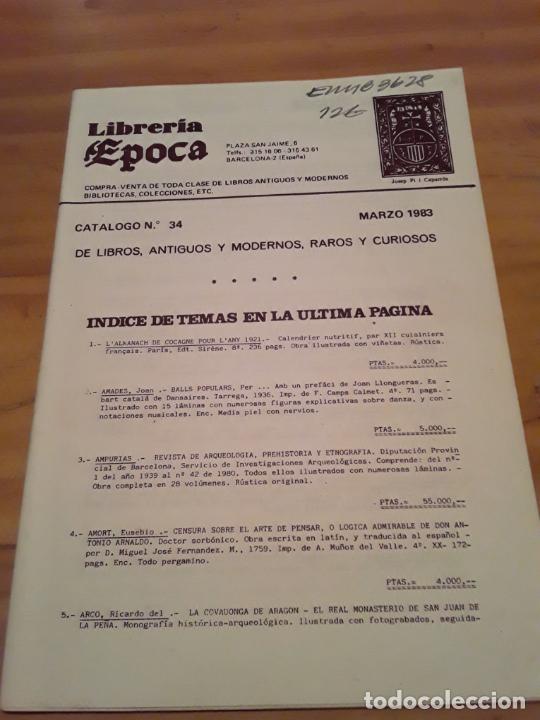 Librería
Època
PLAZA SAN JAIME, 6
Telfs.: 315 18 06 - 315 43 61
BARCELONA-2 (España)
Josep Pi i Caparrós
COMPRA-VENTA DE TODA CLASE DE LIBROS ANTIGUOS Y MODERNOS
BIBLIOTECAS, COLECCIONES, ETC.
CATALOGO N.° 34
MARZO 1983
DE LIBROS, ANTIGUOS Y MODERNOS, RAROS Y CURIOSOS
INDICE DE TEMAS EN LA ULTIMA PAGINA
1.- L'ALKANACH DE COCAGNE POUR L'ANY 1921.- Calendrier nutritif, par XII cuisiniers
français. París, Edt. Sirène. 8ª. 236 pags. Obra ilustrada con viñetas. Rústica.
PTAS.= 4.000,--
2.- AMADES, Joan .- BALLS POPULARS, Per ... Amb un prefáci de Joan Llongueras. Es
bart català de Dansaires. Tarrega, 1936. Imp. de F. Camps Calmet. 4º. 71 pags. -
Ilustrado con 15 láminas con numerosas figuras explicativas sobre danza, y con-
notaciones musicales. Enc. Media piel con nervios.
PTAS.= 5.000,--
3.- AMPURIAS .- REVISTA DE ARQUEOLOGIA, PREHISTORIA Y ETNOGRAFIA. Diputación Provin
cial de Barcelona, Servicio de Investigaciones Arqueológicas. Comprende: del nº-
1 del año 1939 al nº 42 de 1980. Todos ellos ilustrados con numerosas láminas. -
Obra completa en 28 volúmenes. Rústica original.
PTAS.= 55.000,--
4.- AMORT, Eusebio .- CENSURA SOBRE EL ARTE DE PENSAR, O LOGICA ADMIRABLE DE DON AN-
TONIO ARNALDO. Doctor sorbónico. Obra escrita en latín, y traducida al español -
por D. Miguel José Fernandez. M., 1759. Imp. de A. Muñoz del Valle. 4º. XX- 172-
pags. Enc. Todo pergamino.
PTAS.= 4.000,--
5.- ARCO, Ricardo del .- LA COVADONGA DE ARAGON - EL REAL MONASTERIO DE SAN JUAN DE
LA PEÑA. Monografía histórica-arqueológica. Ilustrada con fotograbados, seguida-
todocoleccion.net